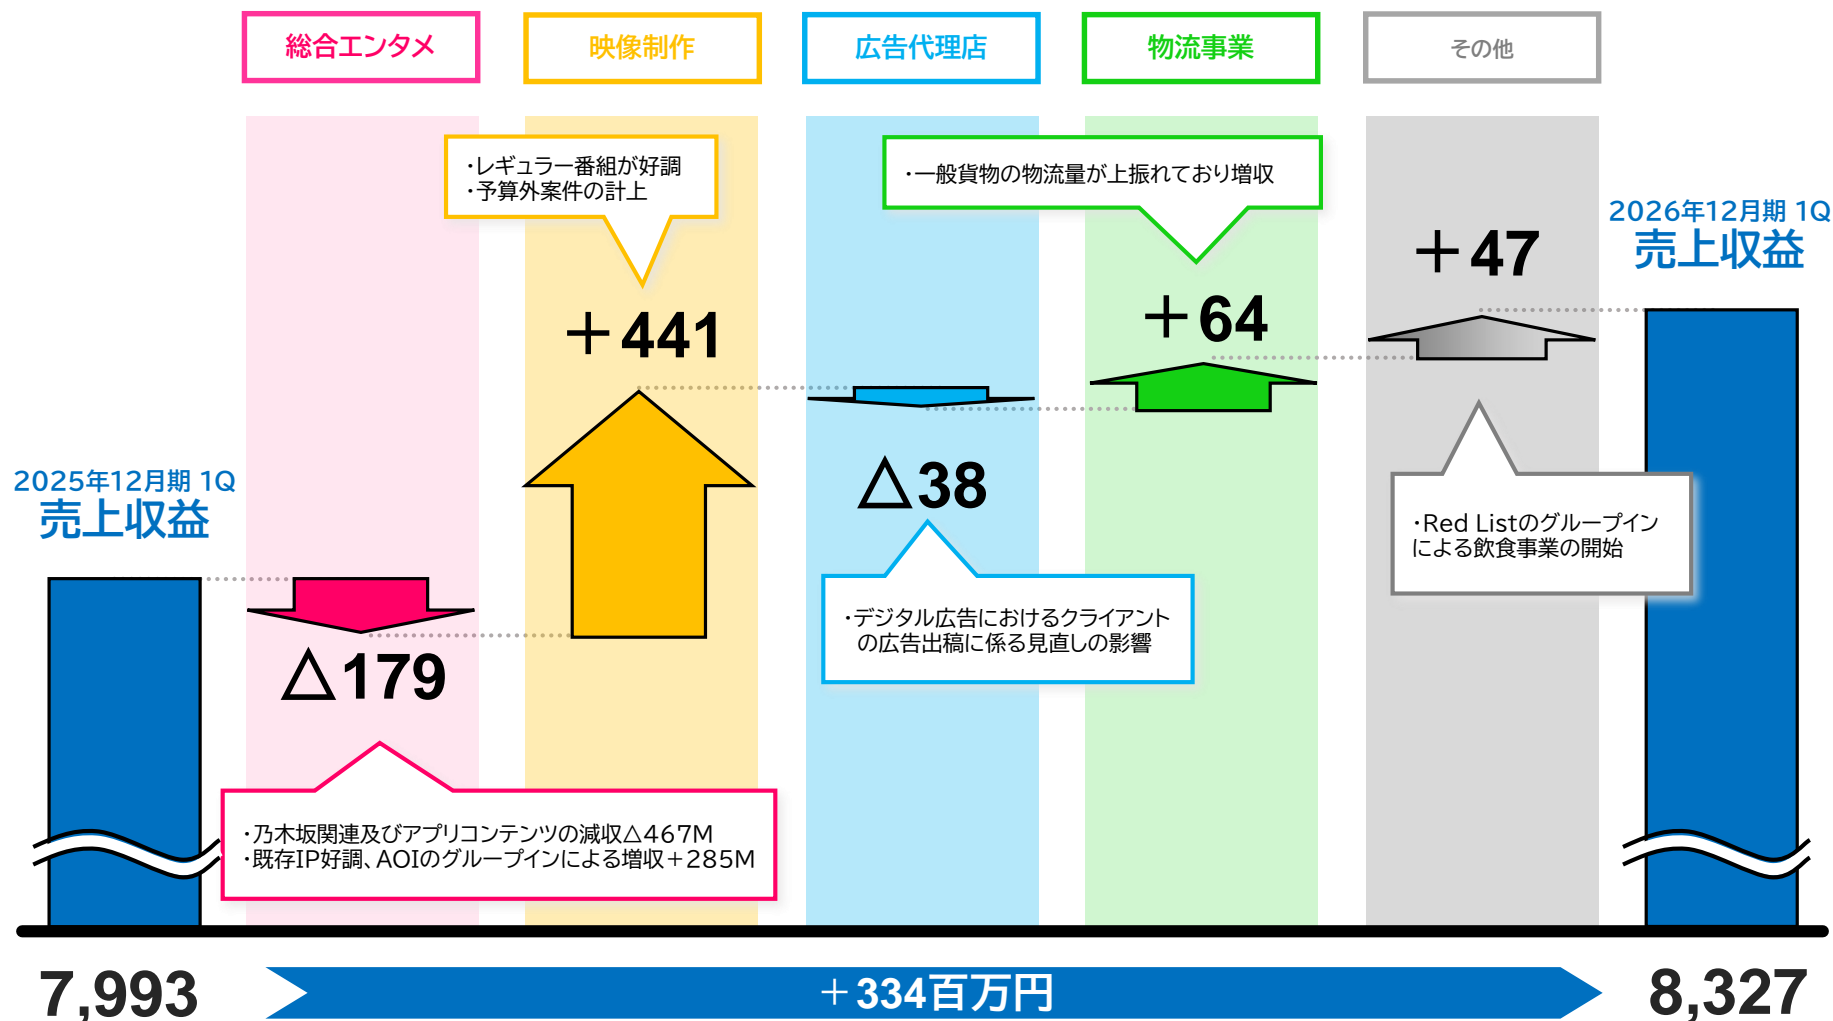 総合エンタメ
映像制作
広告代理店
物流事業
その他
・レギュラー番組が好調
・予算外案件の計上
・一般貨物の物流量が上振れており増収
2026年12月期 1Q
売上収益
＋47
＋64
＋441
2025年12月期 1Q
売上収益
△38
・Red Listのグループイン
による飲食事業の開始
・デジタル広告におけるクライアント
の広告出稿に係る見直しの影響
△179
・乃木坂関連及びアプリコンテンツの減収△467M
・既存IP好調、AOIのグループインによる増収＋285M
7,993
＋334百万円
8,327